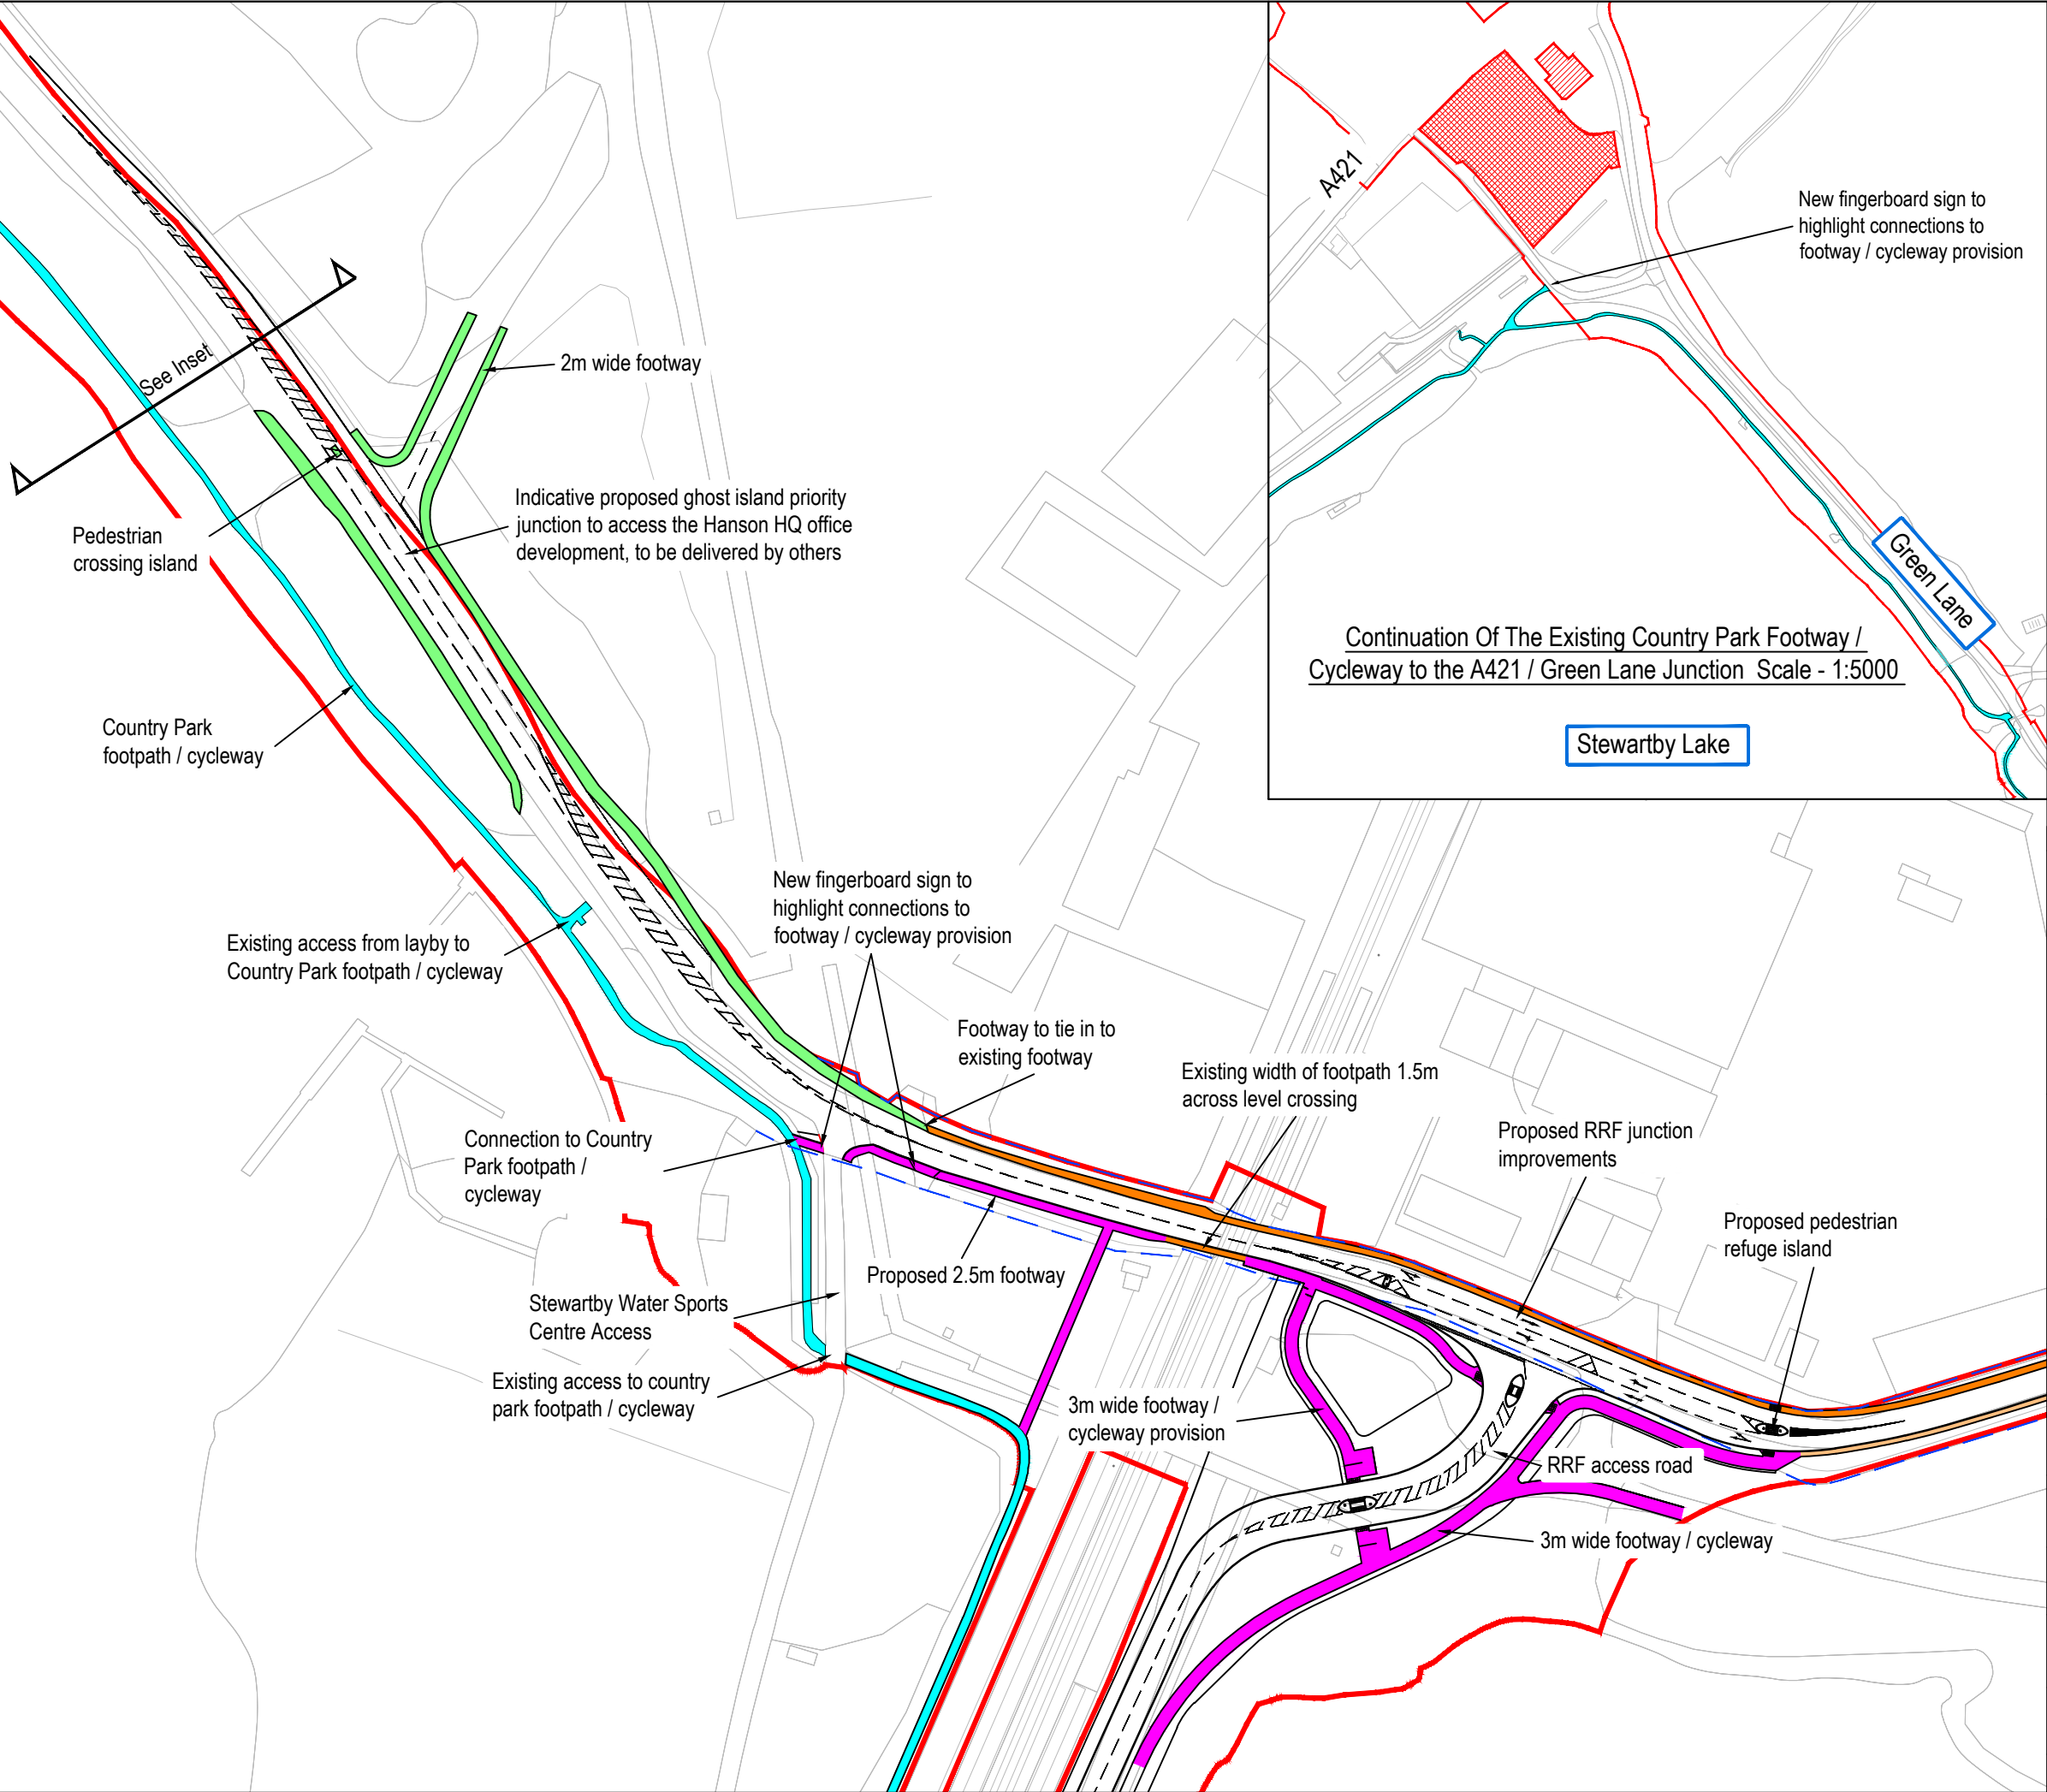 A421
New fingerboard sign to
highlight connections to
footway / cycleway provision
Green Lane
Continuation Of The Existing Country Park Footway /
Cycleway to the A421 / Green Lane Junction  Scale - 1:5000
Stewartby Lake
See Inset
2m wide footway
Indicative proposed ghost island priority
junction to access the Hanson HQ office
development, to be delivered by others
Pedestrian
crossing island
Country Park
footpath / cycleway
New fingerboard sign to
highlight connections to
footway / cycleway provision
Existing access from layby to
Country Park footpath / cycleway
Footway to tie in to
existing footway
Existing width of footpath 1.5m
across level crossing
Proposed RRF junction
improvements
Connection to Country
Park footpath /
cycleway
Proposed pedestrian
refuge island
Proposed 2.5m footway
Stewartby Water Sports
Centre Access
Existing access to country
park footpath / cycleway
3m wide footway /
cycleway provision
RRF access road
3m wide footway / cycleway